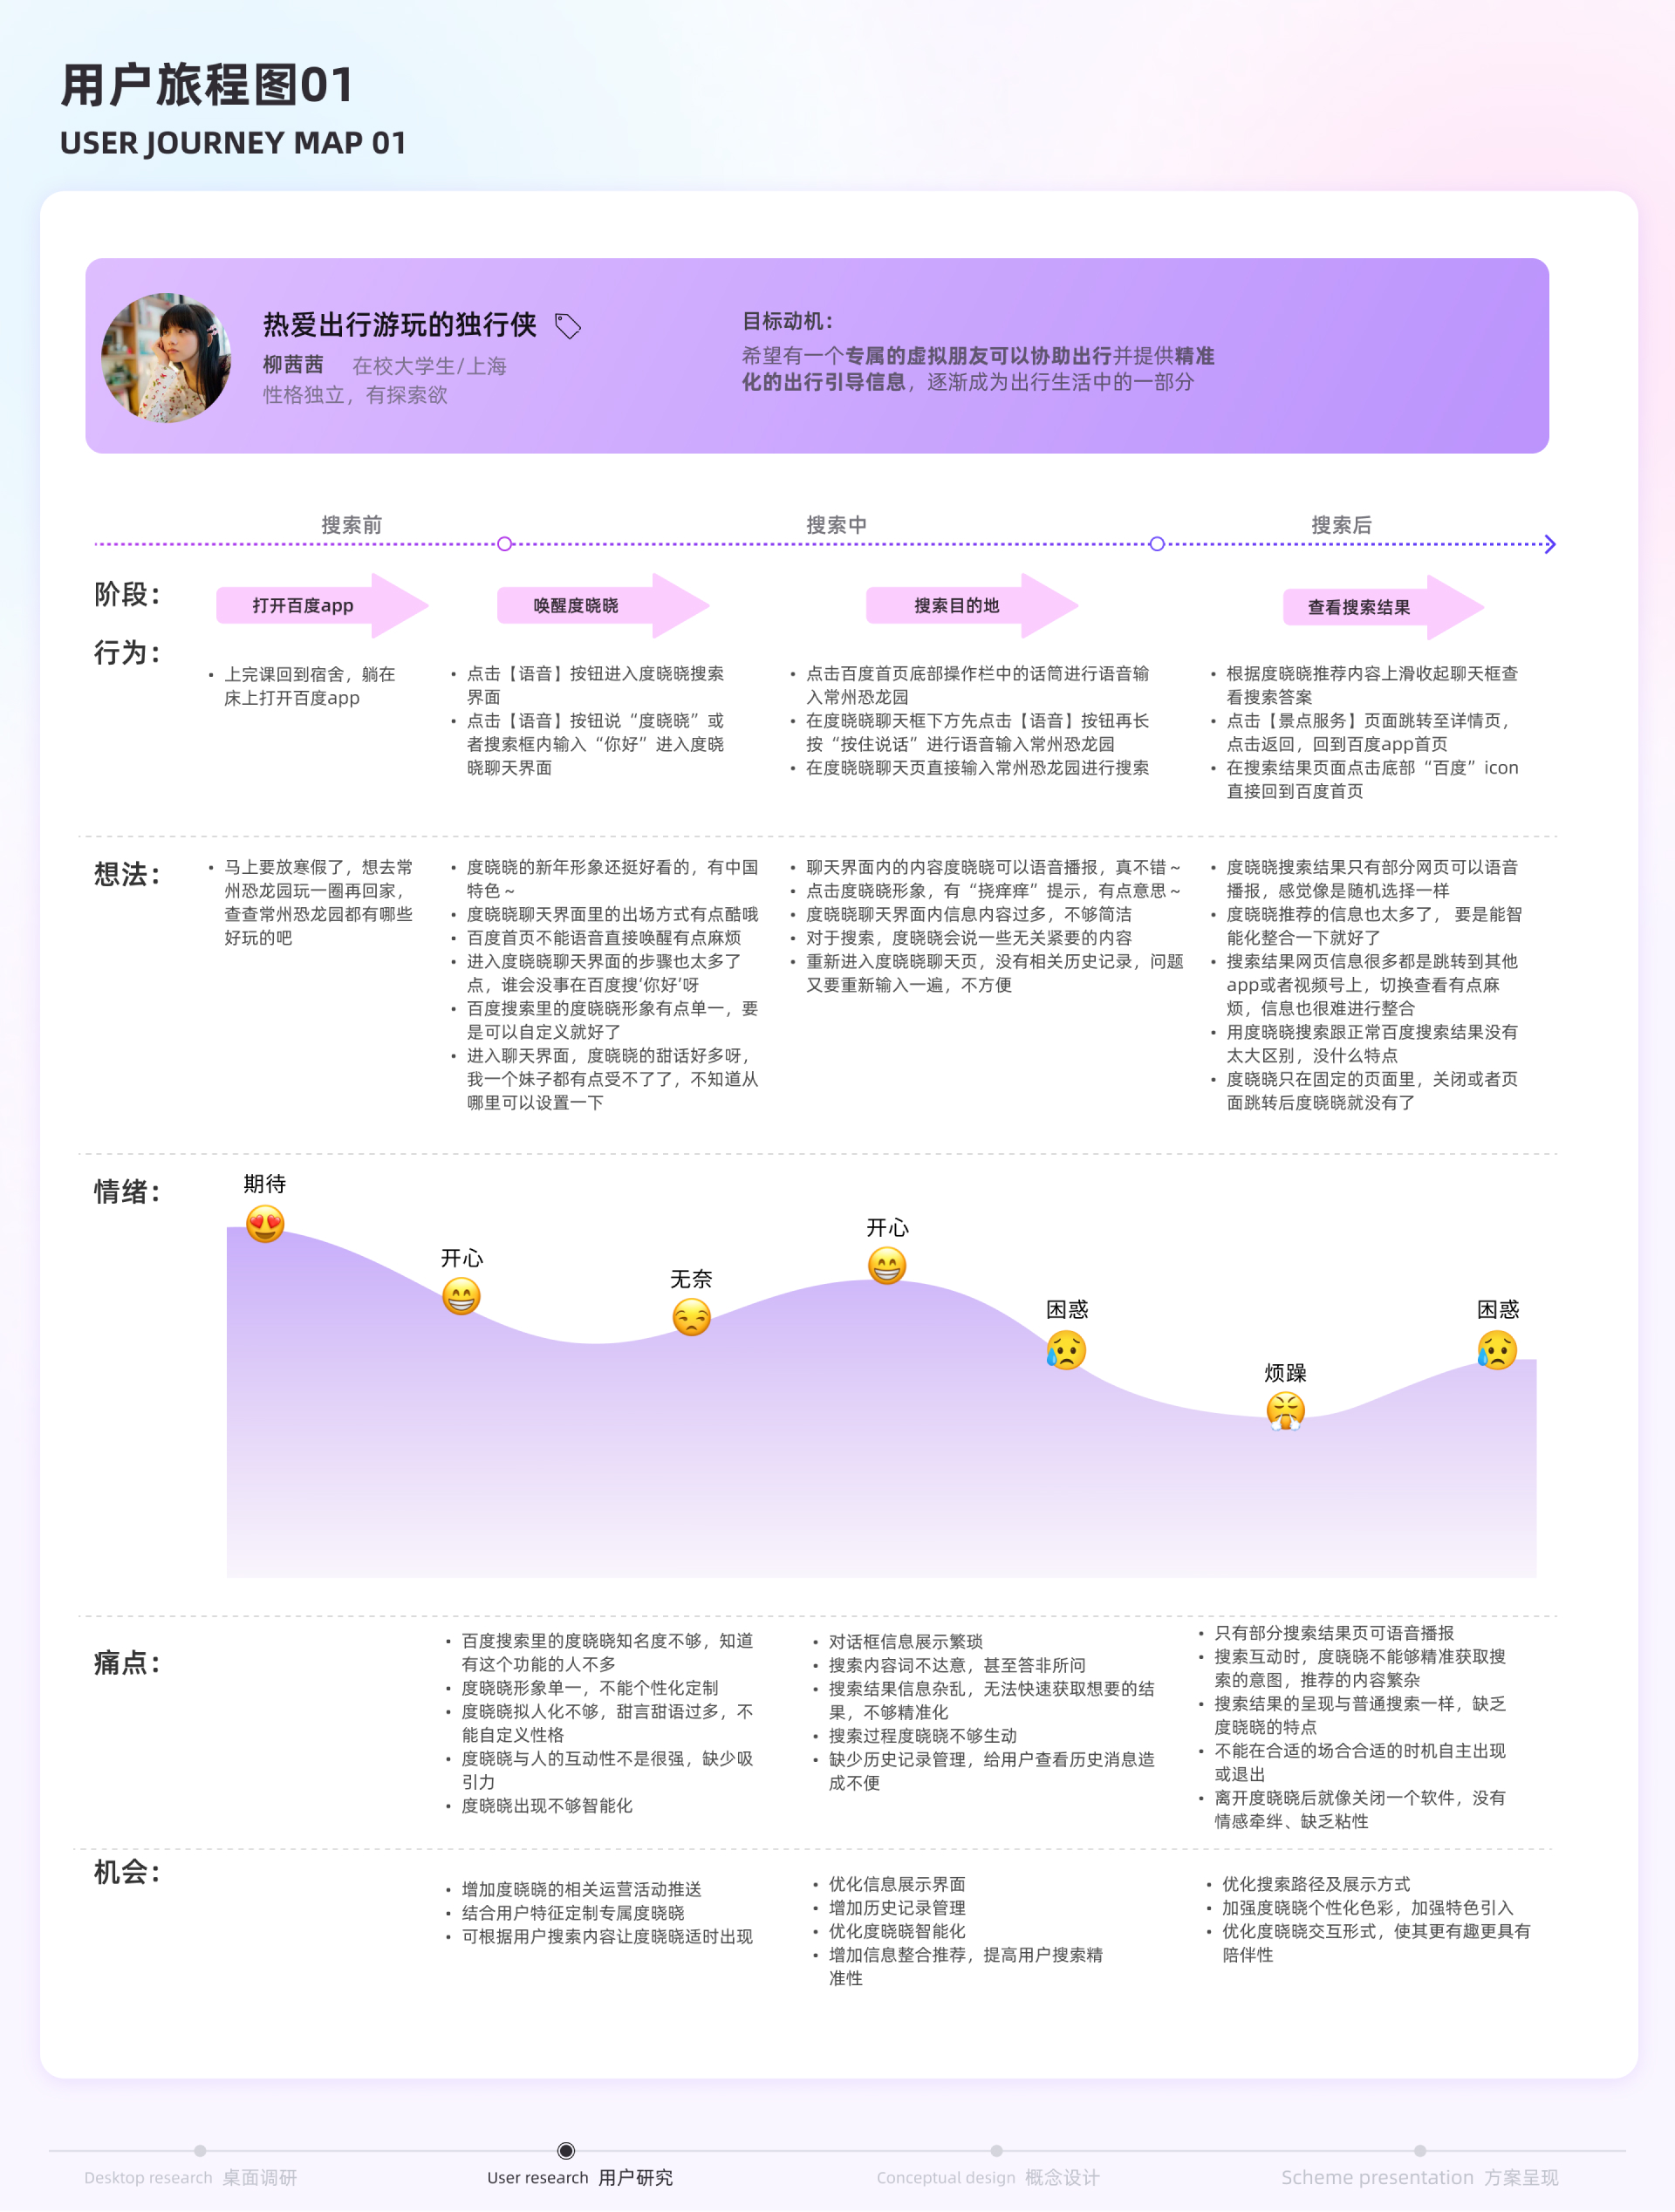 用户旅程图01
USER JOURNEY MAP 01
热爱出行游玩的独行侠
柳茜茜 在校大学生/上海
性格独立，有探索欲
目标动机：
希望有一个专属的虚拟朋友可以协助出行并提供精准
化的出行引导信息，逐渐成为出行生活中的一部分
搜索前
搜索中
搜索后
阶段：
打开百度app
唤醒度晓晓
搜索目的地
查看搜索结果
行为：
• 上完课回到宿舍，躺在
床上打开百度app
• 点击【语音】按钮进入度晓晓搜索
界面
• 点击【语音】按钮说“度晓晓”或
者搜索框内输入“你好”进入度晓
晓聊天界面
• 点击百度首页底部操作栏中的话筒进行语音输
入常州恐龙园
• 在度晓晓聊天框下方先点击【语音】按钮再长
按“按住说话”进行语音输入常州恐龙园
• 在度晓晓聊天页直接输入常州恐龙园进行搜索
• 根据度晓晓推荐内容上滑收起聊天框查
看搜索答案
• 点击【景点服务】页面跳转至详情页，
点击返回，回到百度app首页
• 在搜索结果页面点击底部“百度”icon
直接回到百度首页
想法：
• 马上要放寒假了，想去常
州恐龙园玩一圈再回家，
查查常州恐龙园都有哪些
好玩的吧
• 度晓晓的新年形象还挺好看的，有中国
特色～
• 度晓晓聊天界面里的出场方式有点酷哦
• 百度首页不能语音直接唤醒有点麻烦
• 进入度晓晓聊天界面的步骤也太多了
点，谁会没事在百度搜‘你好’呀
• 百度搜索里的度晓晓形象有点单一，要
是可以自定义就好了
• 进入聊天界面，度晓晓的甜话好多呀，
我一个妹子都有点受不了了，不知道从
哪里可以设置一下
• 聊天界面内的内容度晓晓可以语音播报，真不错～
• 点击度晓晓形象，有“挠痒痒”提示，有点意思～
• 度晓晓聊天界面内信息内容过多，不够简洁
• 对于搜索，度晓晓会说一些无关紧要的内容
• 重新进入度晓晓聊天页，没有相关历史记录，问题
又要重新输入一遍，不方便
• 度晓晓搜索结果只有部分网页可以语音
播报，感觉像是随机选择一样
• 度晓晓推荐的信息也太多了， 要是能智
能化整合一下就好了
• 搜索结果网页信息很多都是跳转到其他
app或者视频号上，切换查看有点麻
烦，信息也很难进行整合
• 用度晓晓搜索跟正常百度搜索结果没有
太大区别，没什么特点
• 度晓晓只在固定的页面里，关闭或者页
面跳转后度晓晓就没有了
情绪：
期待
开心
无奈
开心
困惑
烦躁
困惑
痛点：
• 百度搜索里的度晓晓知名度不够，知道
有这个功能的人不多
• 度晓晓形象单一，不能个性化定制
• 度晓晓拟人化不够，甜言甜语过多，不
能自定义性格
• 度晓晓与人的互动性不是很强，缺少吸
引力
• 度晓晓出现不够智能化
• 对话框信息展示繁琐
• 搜索内容词不达意，甚至答非所问
• 搜索结果信息杂乱，无法快速获取想要的结
果，不够精准化
• 搜索过程度晓晓不够生动
• 缺少历史记录管理，给用户查看历史消息造
成不便
• 只有部分搜索结果页可语音播报
• 搜索互动时，度晓晓不能够精准获取搜
索的意图，推荐的内容繁杂
• 搜索结果的呈现与普通搜索一样，缺乏
度晓晓的特点
• 不能在合适的场合合适的时机自主出现
或退出
• 离开度晓晓后就像关闭一个软件，没有
情感牵绊、缺乏粘性
机会：
• 增加度晓晓的相关运营活动推送
• 结合用户特征定制专属度晓晓
• 可根据用户搜索内容让度晓晓适时出现
• 优化信息展示界面
• 增加历史记录管理
• 优化度晓晓智能化
• 增加信息整合推荐，提高用户搜索精
准性
• 优化搜索路径及展示方式
• 加强度晓晓个性化色彩，加强特色引入
• 优化度晓晓交互形式，使其更有趣更具有
陪伴性
Desktop research 桌面调研
User research 用户研究
Conceptual design 概念设计
Scheme presentation 方案呈现